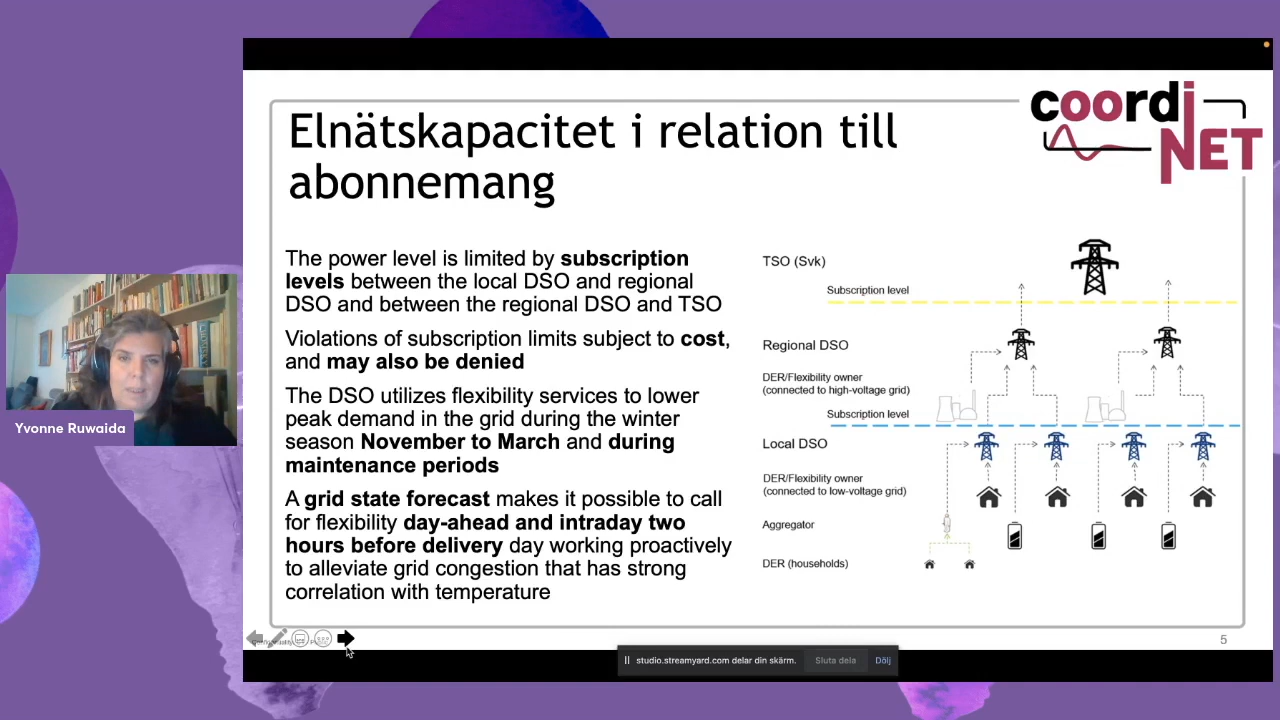 coordiNET
Elnätskapacitet i relation till
abonnemang
The power level is limited by subscription
levels between the local DSO and regional
DSO and between the regional DSO and TSO
Violations of subscription limits subject to cost,
and may also be denied
The DSO utilizes flexibility services to lower
peak demand in the grid during the winter
season November to March and during
maintenance periods
A grid state forecast makes it possible to call
for flexibility day-ahead and intraday two
hours before delivery day working proactively
to alleviate grid congestion that has strong
correlation with temperature
TSO (Svk)
Subscription level
Regional DSO
DER/Flexibility owner
(connected to high-voltage grid)
Subscription level
Local DSO
DER/Flexibility owner
(connected to low-voltage grid)
Aggregator
DER (households)
Yvonne Ruwaida
5
studio.streamyard.com delar din skärm.
Sluta dela
Dölj